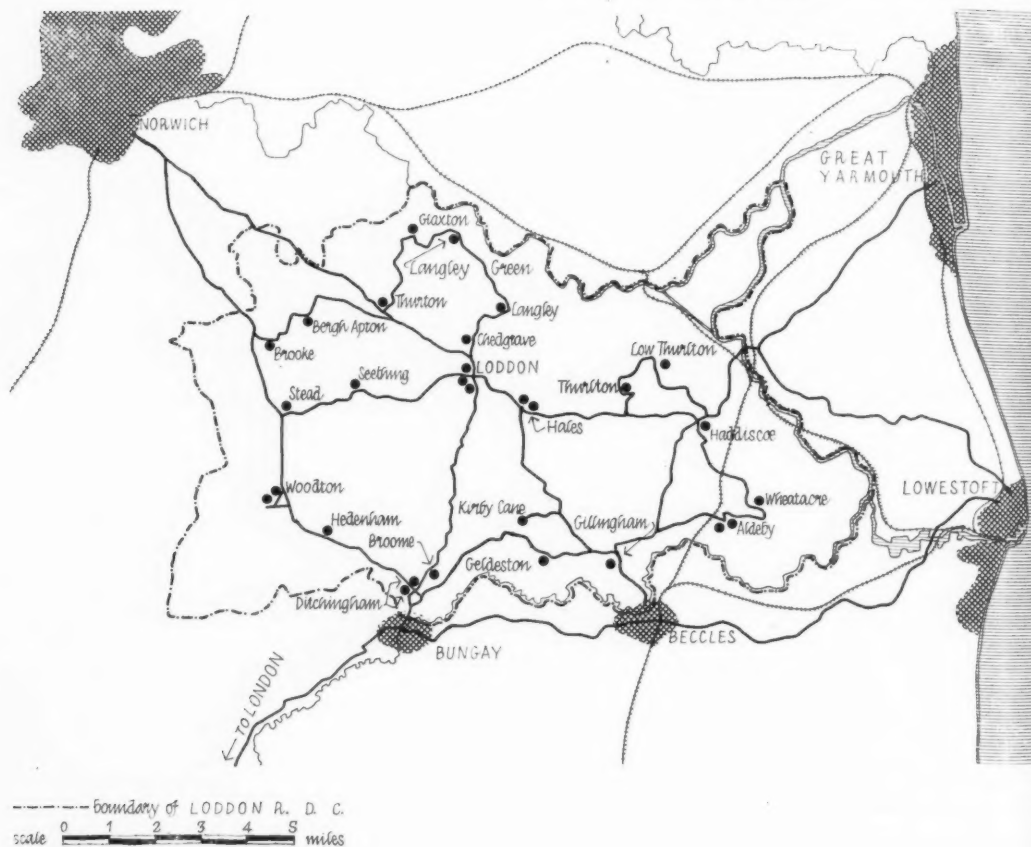 NORWICH
GREAT
YARMOUTH
Claxton
Langley
Green
Thurton
Langley
Bergh Apton
Chedgrave
Brooke
LODDON
Low Thurlton
Seething
Thurlton
Stead
Hales
Haddiscoe
Woodton
Kirby Cane
Wheatacre
LOWESTOFT
Hedenham
Gillingham
Broome
Aldeby
Geldeston
Ditchingham
BUNGAY
BECCLES
← TO LONDON
boundary of LODDON R. D. C.
0 1 2 3 4 5
scale miles